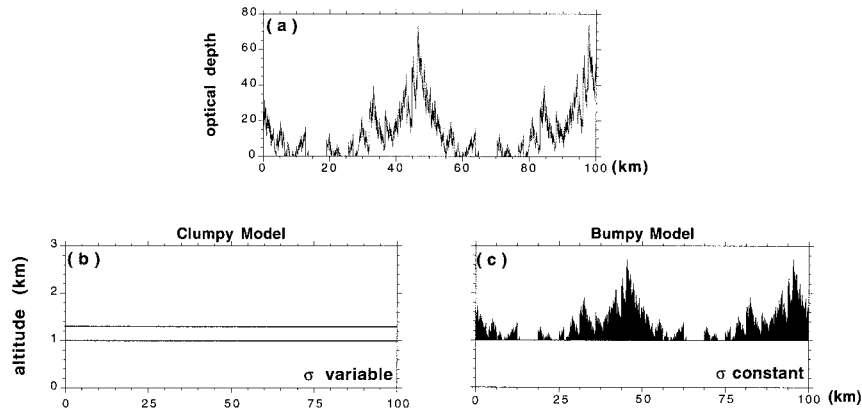 80
(a)
60
40
20
0
optical depth
0 20 40 60 80 100 (km)
Clumpy Model
3
(b)
2
1
0
altitude (km)
σ variable
0 25 50 75 100
Bumpy Model
(c)
σ constant
0 25 50 75 100 (km)